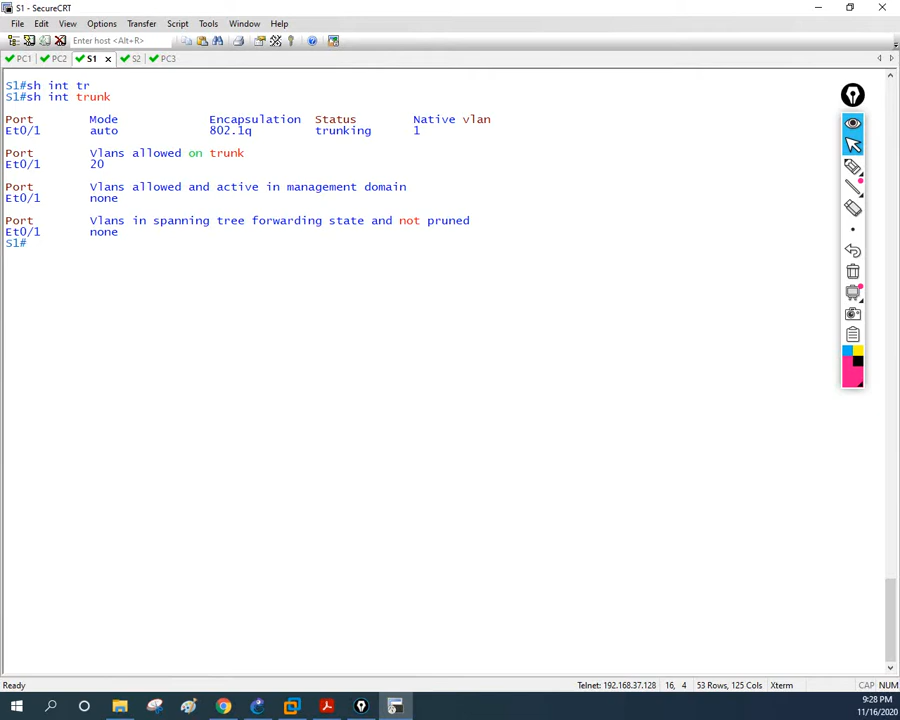 S1 - SecureCRT
File Edit View Options Transfer Script Tools Window Help
Enter host <Alt+R>
PC1 PC2 S1 × S2 PC3
S1#sh int tr
S1#sh int trunk
Port Mode Encapsulation Status Native vlan
Et0/1 auto 802.1q trunking 1
Port Vlans allowed on trunk
Et0/1 20
Port Vlans allowed and active in management domain
Et0/1 none
Port Vlans in spanning tree forwarding state and not pruned
Et0/1 none
S1#
Ready Telnet: 192.168.37.128 16, 4 53 Rows, 125 Cols Xterm CAP NUM
9:28 PM
11/16/2020